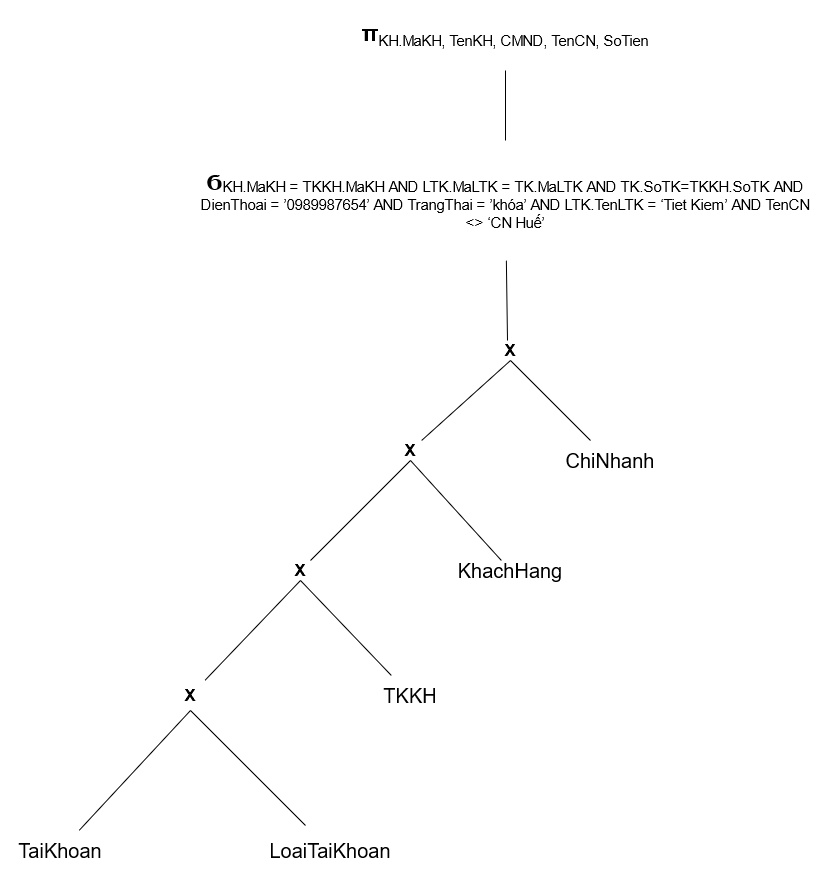 πKH.MaKH, TenKH, CMND, TenCN, SoTien
ϬKH.MaKH = TKKH.MaKH AND LTK.MaLTK = TK.MaLTK AND TK.SoTK=TKKH.SoTK AND
DienThoai = ’0989987654’ AND TrangThai = ’khóa’ AND LTK.TenLTK = ‘Tiet Kiem’ AND TenCN
<> ‘CN Huế’
X
X
ChiNhanh
X
KhachHang
X
TKKH
TaiKhoan
LoaiTaiKhoan